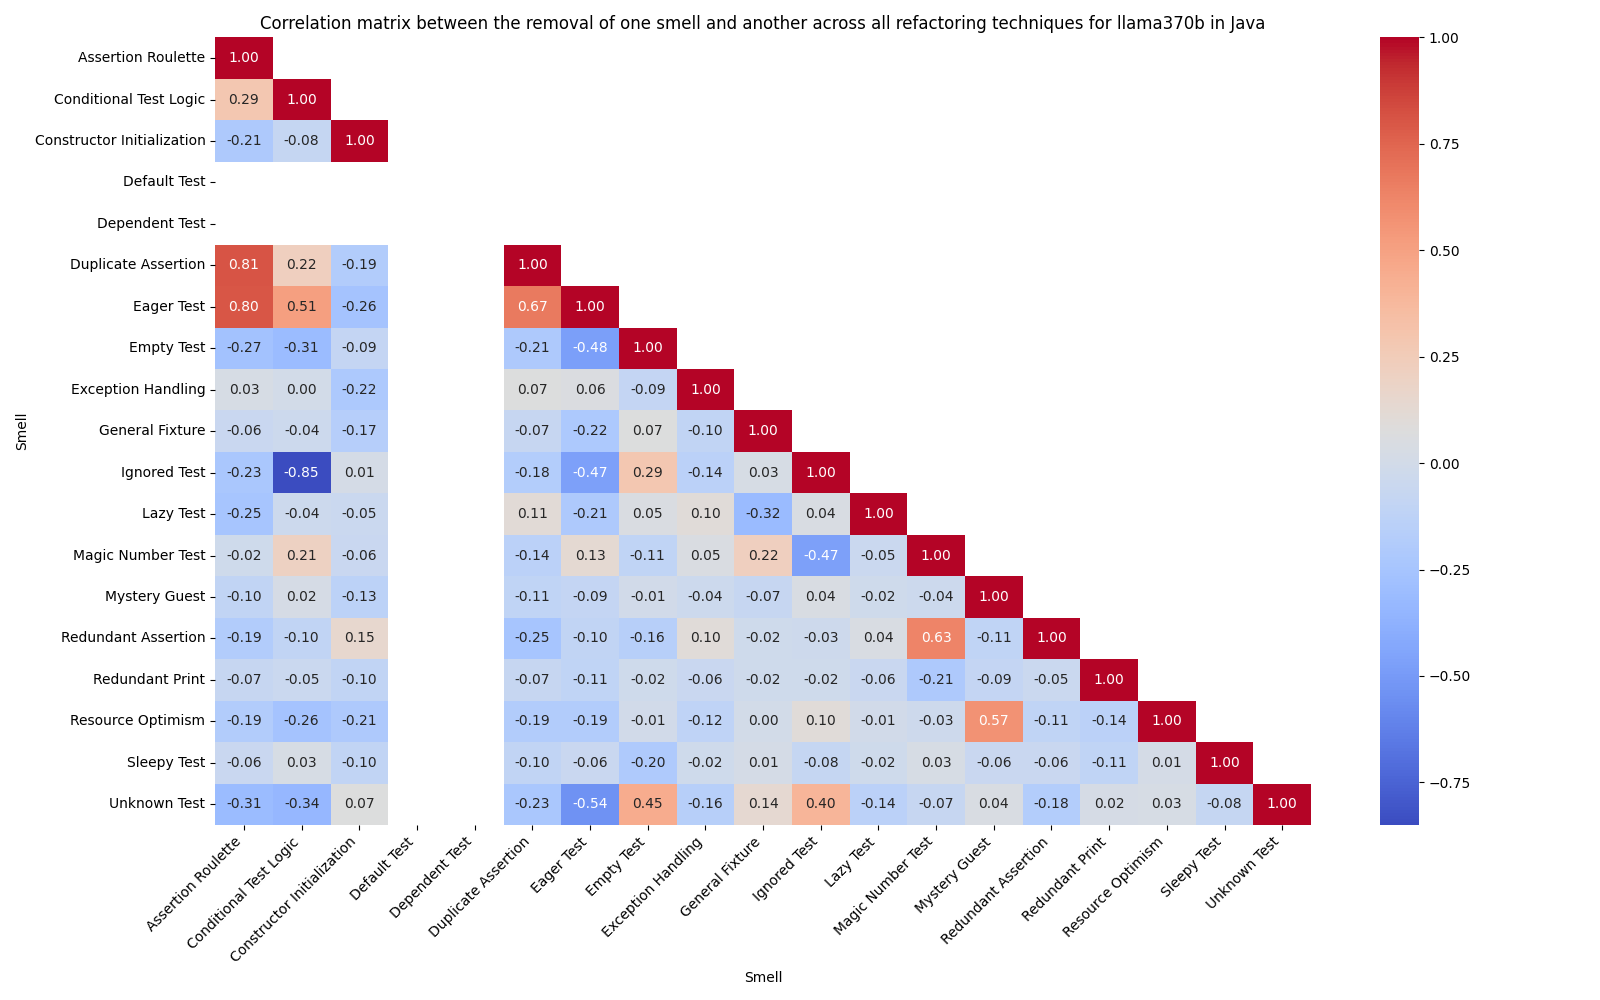 Correlation matrix between the removal of one smell and another across all refactoring techniques for llama370b in Java
Assertion Roulette 1.00
Conditional Test Logic 0.29 1.00
Constructor Initialization -0.21 -0.08 1.00
Default Test
Dependent Test
Duplicate Assertion 0.81 0.22 -0.19 1.00
Eager Test 0.80 0.51 -0.26 0.67 1.00
Empty Test -0.27 -0.31 -0.09 -0.21 -0.48 1.00
Exception Handling 0.03 0.00 -0.22 0.07 0.06 -0.09 1.00
General Fixture -0.06 -0.04 -0.17 -0.07 -0.22 0.07 -0.10 1.00
Ignored Test -0.23 -0.85 0.01 -0.18 -0.47 0.29 -0.14 0.03 1.00
Lazy Test -0.25 -0.04 -0.05 0.11 -0.21 0.05 0.10 -0.32 0.04 1.00
Magic Number Test -0.02 0.21 -0.06 -0.14 0.13 -0.11 0.05 0.22 -0.47 -0.05 1.00
Mystery Guest -0.10 0.02 -0.13 -0.11 -0.09 -0.01 -0.04 -0.07 0.04 -0.02 -0.04 1.00
Redundant Assertion -0.19 -0.10 0.15 -0.25 -0.10 -0.16 0.10 -0.02 -0.03 0.04 0.63 -0.11 1.00
Redundant Print -0.07 -0.05 -0.10 -0.07 -0.11 -0.02 -0.06 -0.02 -0.02 -0.06 -0.21 -0.09 -0.05 1.00
Resource Optimism -0.19 -0.26 -0.21 -0.19 -0.19 -0.01 -0.12 0.00 0.10 -0.01 -0.03 0.57 -0.11 -0.14 1.00
Sleepy Test -0.06 0.03 -0.10 -0.10 -0.06 -0.20 -0.02 0.01 -0.08 -0.02 0.03 -0.06 -0.06 -0.11 0.01 1.00
Unknown Test -0.31 -0.34 0.07 -0.23 -0.54 0.45 -0.16 0.14 0.40 -0.14 -0.07 0.04 -0.18 0.02 0.03 -0.08 1.00
Smell
Assertion Roulette
Conditional Test Logic
Constructor Initialization
Default Test
Dependent Test
Duplicate Assertion
Eager Test
Empty Test
Exception Handling
General Fixture
Ignored Test
Lazy Test
Magic Number Test
Mystery Guest
Redundant Assertion
Redundant Print
Resource Optimism
Sleepy Test
Unknown Test
Smell
1.00
0.75
0.50
0.25
0.00
−0.25
−0.50
−0.75